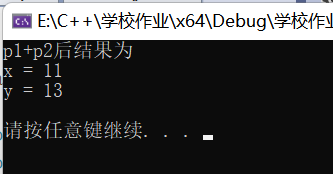 E:\C++\学校作业\x64\Debug\学校作业
p1+p2后结果为
x = 11
y = 13
请按任意键继续. . .